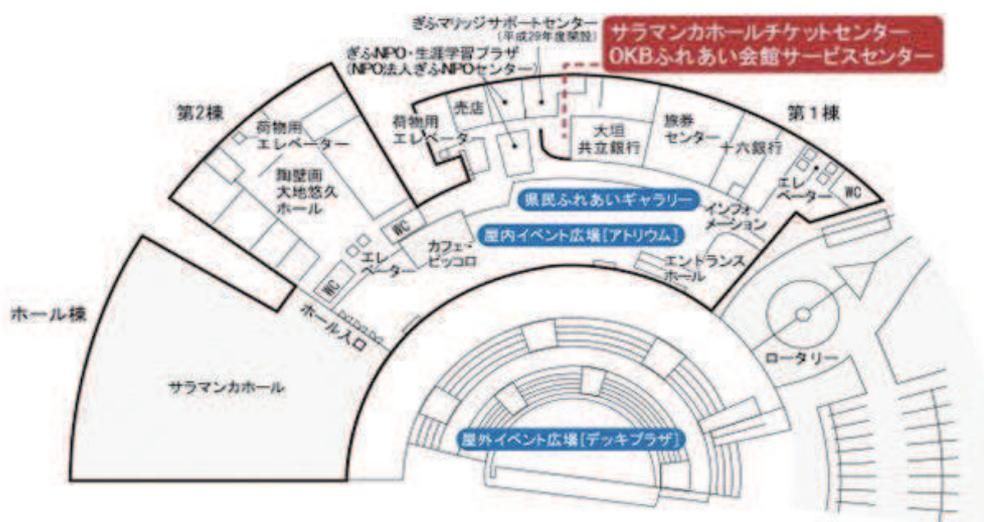 ぎふマリッジサポートセンター
(平成29年度開設)
サラマンカホールチケットセンター
OKBふれあい会館サービスセンター
ぎふNPO・生涯学習プラザ
(NPO法人ぎふNPOセンター)
第2棟
荷物用
エレベーター
陶壁画
大地悠久
ホール
荷物用
エレベーター
売店
大垣
共立銀行
旅券
センター
十六銀行
第1棟
エレ
ベーター
WC
県民ふれあいギャラリー
インフォ
メーション
屋内イベント広場[アトリウム]
WC
カフェ・
ピッコロ
エレ
ベーター
WC
エントランス
ホール
ホール棟
ホール入口
サラマンカホール
ロータリー
屋外イベント広場[デッキプラザ]